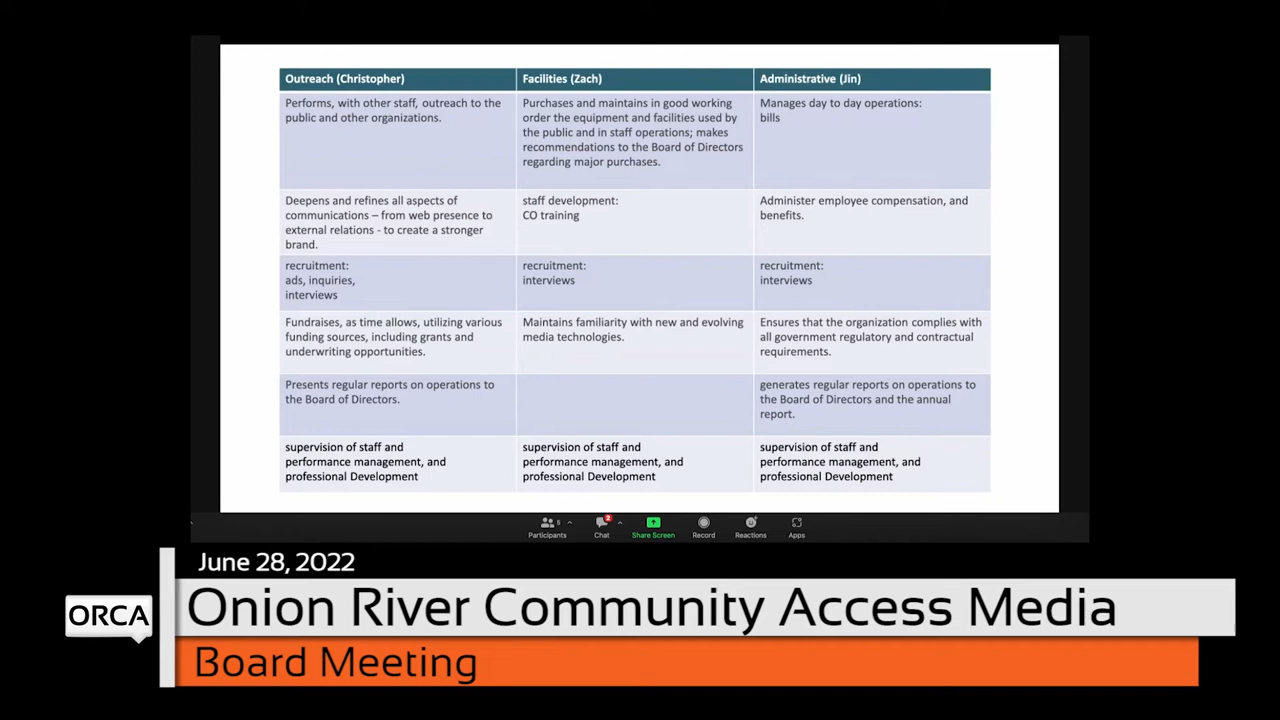 Outreach (Christopher)
Facilities (Zach)
Administrative (Jin)
Performs, with other staff, outreach to the
public and other organizations.
Purchases and maintains in good working
order the equipment and facilities used by
the public and in staff operations; makes
recommendations to the Board of Directors
regarding major purchases.
Manages day to day operations:
bills
Deepens and refines all aspects of
communications – from web presence to
external relations - to create a stronger
brand.
staff development:
CO training
Administer employee compensation, and
benefits.
recruitment:
ads, inquiries,
interviews
recruitment:
interviews
recruitment:
interviews
Fundraises, as time allows, utilizing various
funding sources, including grants and
underwriting opportunities.
Maintains familiarity with new and evolving
media technologies.
Ensures that the organization complies with
all government regulatory and contractual
requirements.
Presents regular reports on operations to
the Board of Directors.
generates regular reports on operations to
the Board of Directors and the annual
report.
supervision of staff and
performance management, and
professional Development
supervision of staff and
performance management, and
professional Development
supervision of staff and
performance management, and
professional Development
Participants
Chat
Share Screen
Record
Reactions
Apps
June 28, 2022
ORCA
Onion River Community Access Media
Board Meeting